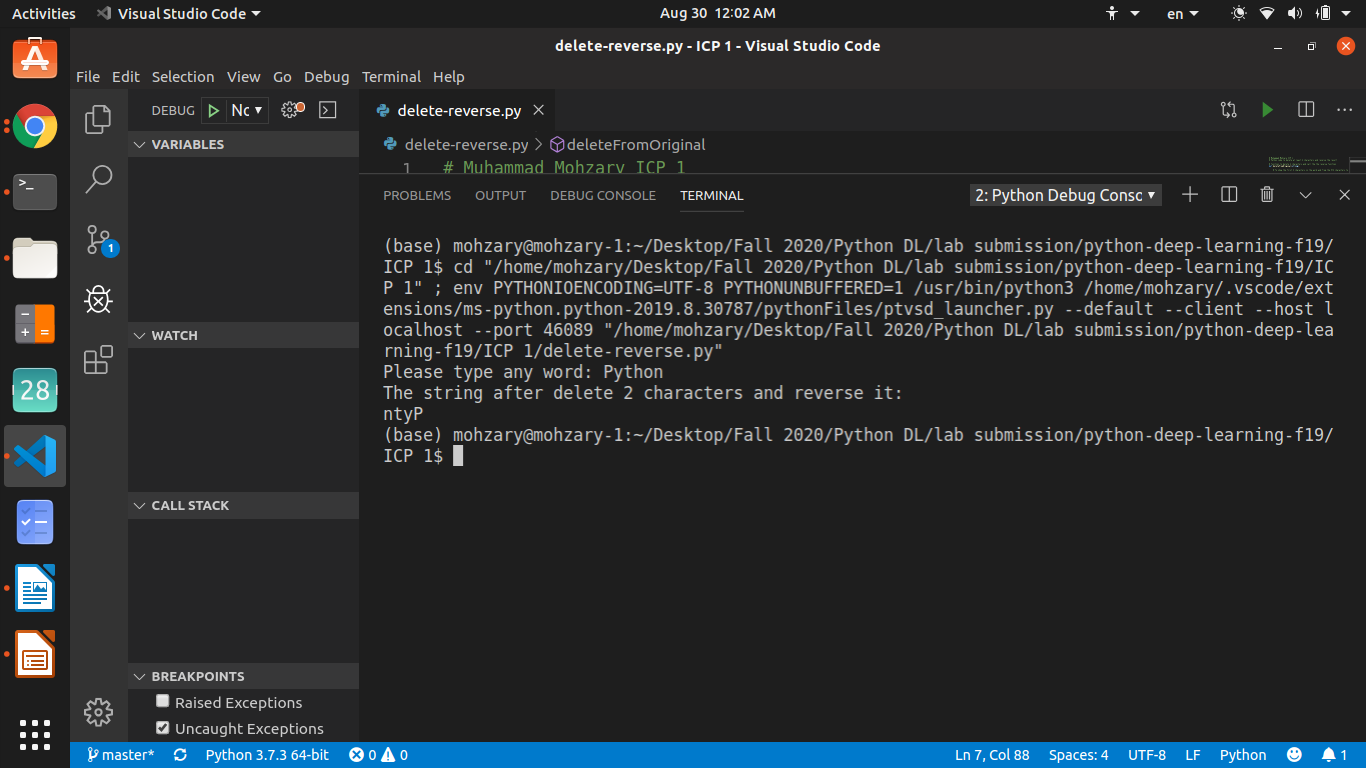 Activities Visual Studio Code Aug 30 12:02 AM en
delete-reverse.py - ICP 1 - Visual Studio Code
File Edit Selection View Go Debug Terminal Help
DEBUG delete-reverse.py
VARIABLES
delete-reverse.py > deleteFromOriginal
1 # Muhammad Mohzary ICP 1
PROBLEMS OUTPUT DEBUG CONSOLE TERMINAL 2: Python Debug Consc
(base) mohzary@mohzary-1:~/Desktop/Fall 2020/Python DL/lab submission/python-deep-learning-f19/
ICP 1$ cd "/home/mohzary/Desktop/Fall 2020/Python DL/lab submission/python-deep-learning-f19/IC
P 1" ; env PYTHONIOENCODING=UTF-8 PYTHONUNBUFFERED=1 /usr/bin/python3 /home/mohzary/.vscode/ext
ensions/ms-python.python-2019.8.30787/pythonFiles/ptvsd_launcher.py --default --client --host l
ocalhost --port 46089 "/home/mohzary/Desktop/Fall 2020/Python DL/lab submission/python-deep-lea
rning-f19/ICP 1/delete-reverse.py"
Please type any word: Python
The string after delete 2 characters and reverse it:
ntyP
(base) mohzary@mohzary-1:~/Desktop/Fall 2020/Python DL/lab submission/python-deep-learning-f19/
ICP 1$
1
WATCH
28
CALL STACK
BREAKPOINTS
Raised Exceptions
Uncaught Exceptions
master* Python 3.7.3 64-bit 0 0 Ln 7, Col 88 Spaces: 4 UTF-8 LF Python 1